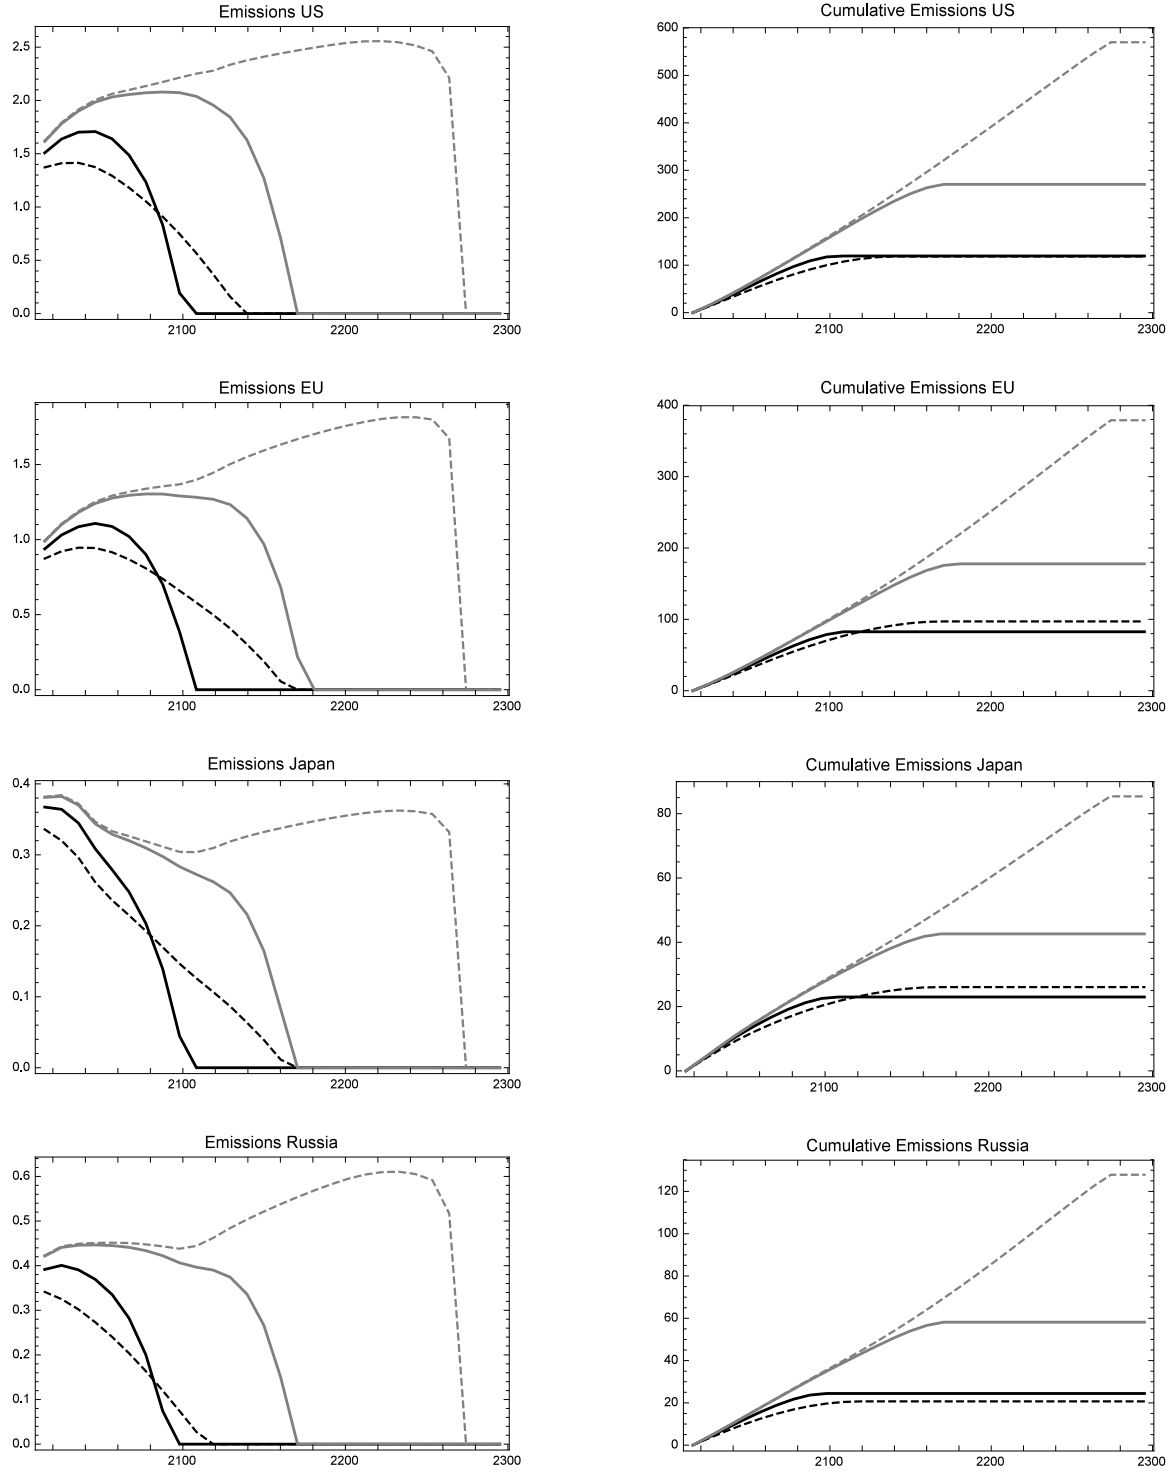 Emissions US
2.5
2.0
1.5
1.0
0.5
0.0
2100 2200 2300
Cumulative Emissions US
600
500
400
300
200
100
0
2100 2200 2300
Emissions EU
1.5
1.0
0.5
0.0
2100 2200 2300
Cumulative Emissions EU
400
300
200
100
0
2100 2200 2300
Emissions Japan
0.4
0.3
0.2
0.1
0.0
2100 2200 2300
Cumulative Emissions Japan
80
60
40
20
0
2100 2200 2300
Emissions Russia
0.6
0.5
0.4
0.3
0.2
0.1
0.0
2100 2200 2300
Cumulative Emissions Russia
120
100
80
60
40
20
0
2100 2200 2300